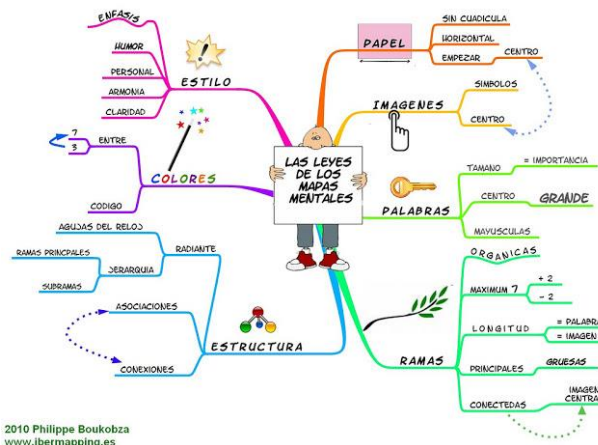 LAS LEYES
DE LOS
MAPAS
MENTALES
PAPEL
SIN CUADICULA
HORIZONTAL
EMPEZAR
CENTRO
IMAGENES
SIMBOLOS
CENTRO
PALABRAS
TAMANO
= IMPORTANCIA
CENTRO
GRANDE
MAYUSCULAS
RAMAS
ORGANICAS
MAXIMUM 7
+ 2
- 2
LONGITUD
= PALABRA
= IMAGEN
PRINCIPALES
GRUESAS
CONECTEDAS
IMAGEN
CENTRAL
ESTRUCTURA
RADIANTE
AGUJAS DEL RELOJ
JERARQUIA
RAMAS PRINCPALES
SUBRAMAS
ASOCIACIONES
CONEXIONES
COLORES
ENTRE
7
3
CODIGO
ESTILO
ENFASIS
HUMOR
PERSONAL
ARMONIA
CLARIDAD
2010 Philippe Boukobza
www.ibermapping.es